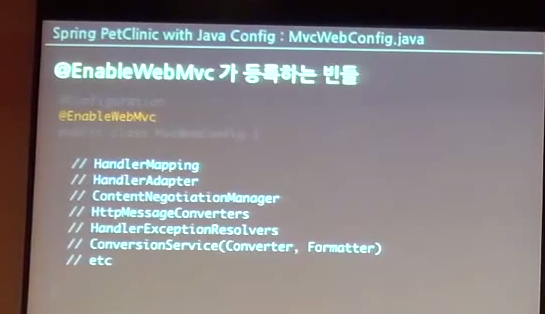 Spring PetClinic with Java Config : MvcWebConfig.java
@EnableWebMvc 가 등록하는 빈들
@Configuration
@EnableWebMvc
public class MvcWebConfig {
// HandlerMapping
// HandlerAdapter
// ContentNegotiationManager
// HttpMessageConverters
// HandlerExceptionResolvers
// ConversionService(Converter, Formatter)
// etc